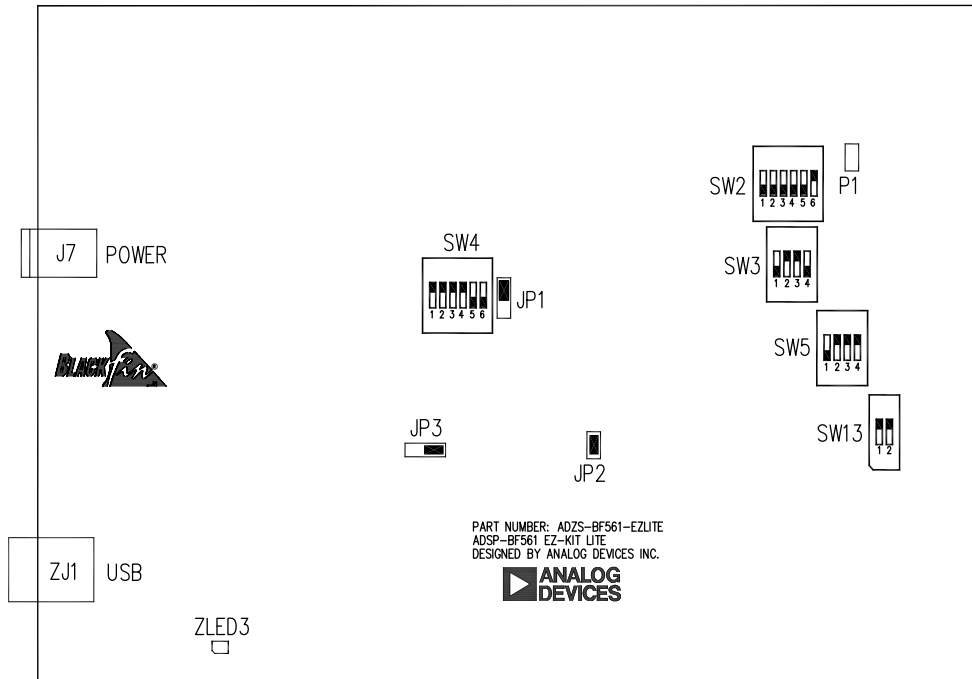 SW2
1 2 3 4 5 6
P1
J7 POWER
SW4
1 2 3 4 5 6
JP1
SW3
1 2 3 4
BLACKfin®
SW5
1 2 3 4
JP3
JP2
SW13
1 2
PART NUMBER: ADZS-BF561-EZLITE
ADSP-BF561 EZ-KIT LITE
DESIGNED BY ANALOG DEVICES INC.
ANALOG
DEVICES
ZJ1 USB
ZLED3